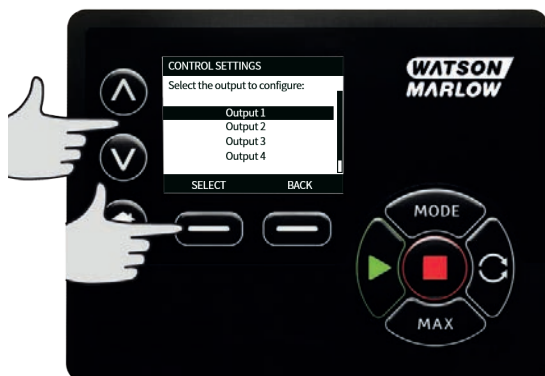 CONTROL SETTINGS
Select the output to configure:
Output 1
Output 2
Output 3
Output 4
SELECT BACK
WATSON
MARLOW
MODE
MAX